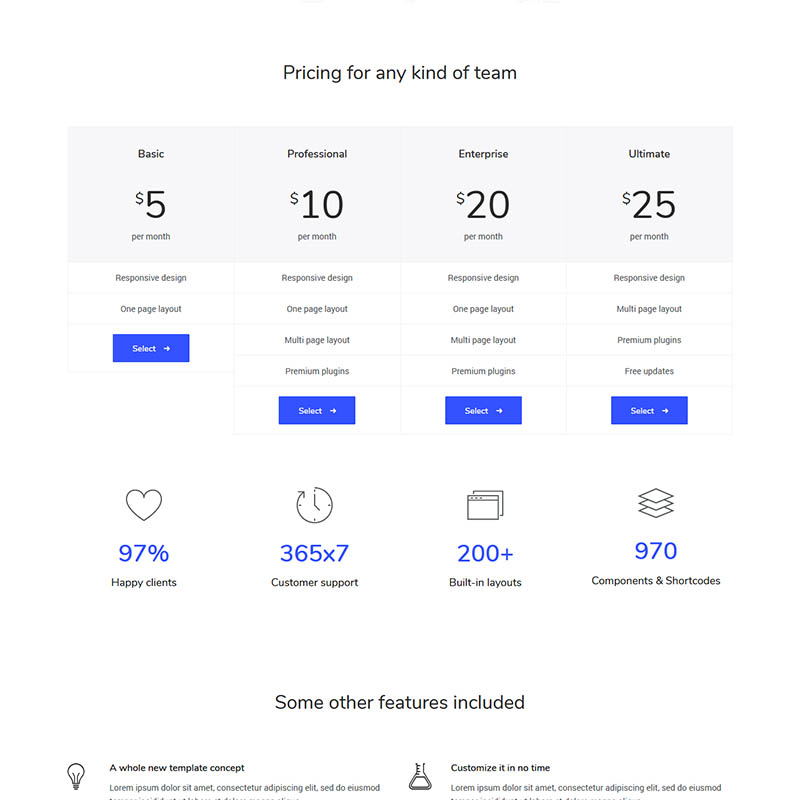 Pricing for any kind of team
Basic
$5
per month
Responsive design
One page layout
Select
Professional
$10
per month
Responsive design
One page layout
Multi page layout
Premium plugins
Select
Enterprise
$20
per month
Responsive design
One page layout
Multi page layout
Premium plugins
Select
Ultimate
$25
per month
Responsive design
Multi page layout
Premium plugins
Free updates
Select
97%
Happy clients
365x7
Customer support
200+
Built-in layouts
970
Components & Shortcodes
Some other features included
A whole new template concept
Lorem ipsum dolor sit amet, consectetur adipiscing elit, sed do eiusmod
Customize it in no time
Lorem ipsum dolor sit amet, consectetur adipiscing elit, sed do eiusmod